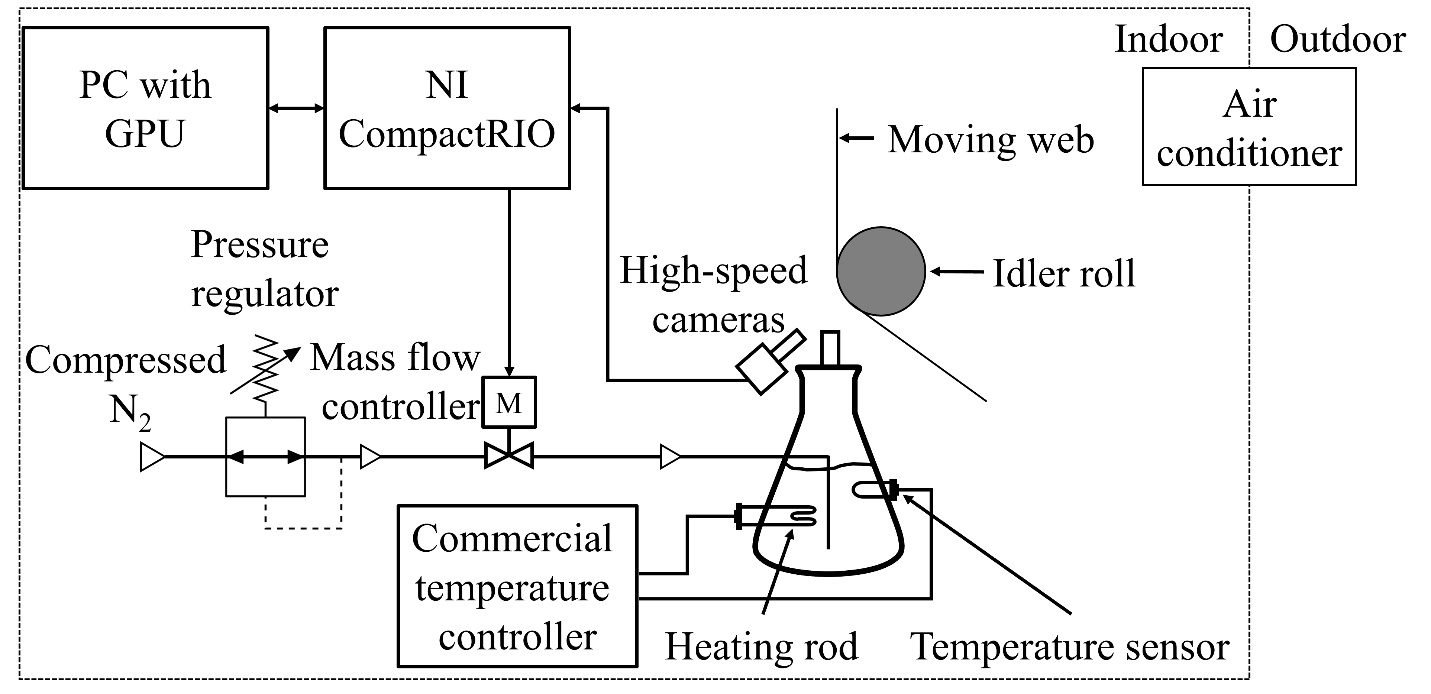 Indoor
Outdoor
PC with
GPU
NI
CompactRIO
Air
conditioner
Moving web
Pressure
regulator
High-speed
cameras
Idler roll
Compressed
N₂
Mass flow
controller
M
Commercial
temperature
controller
Heating rod
Temperature sensor